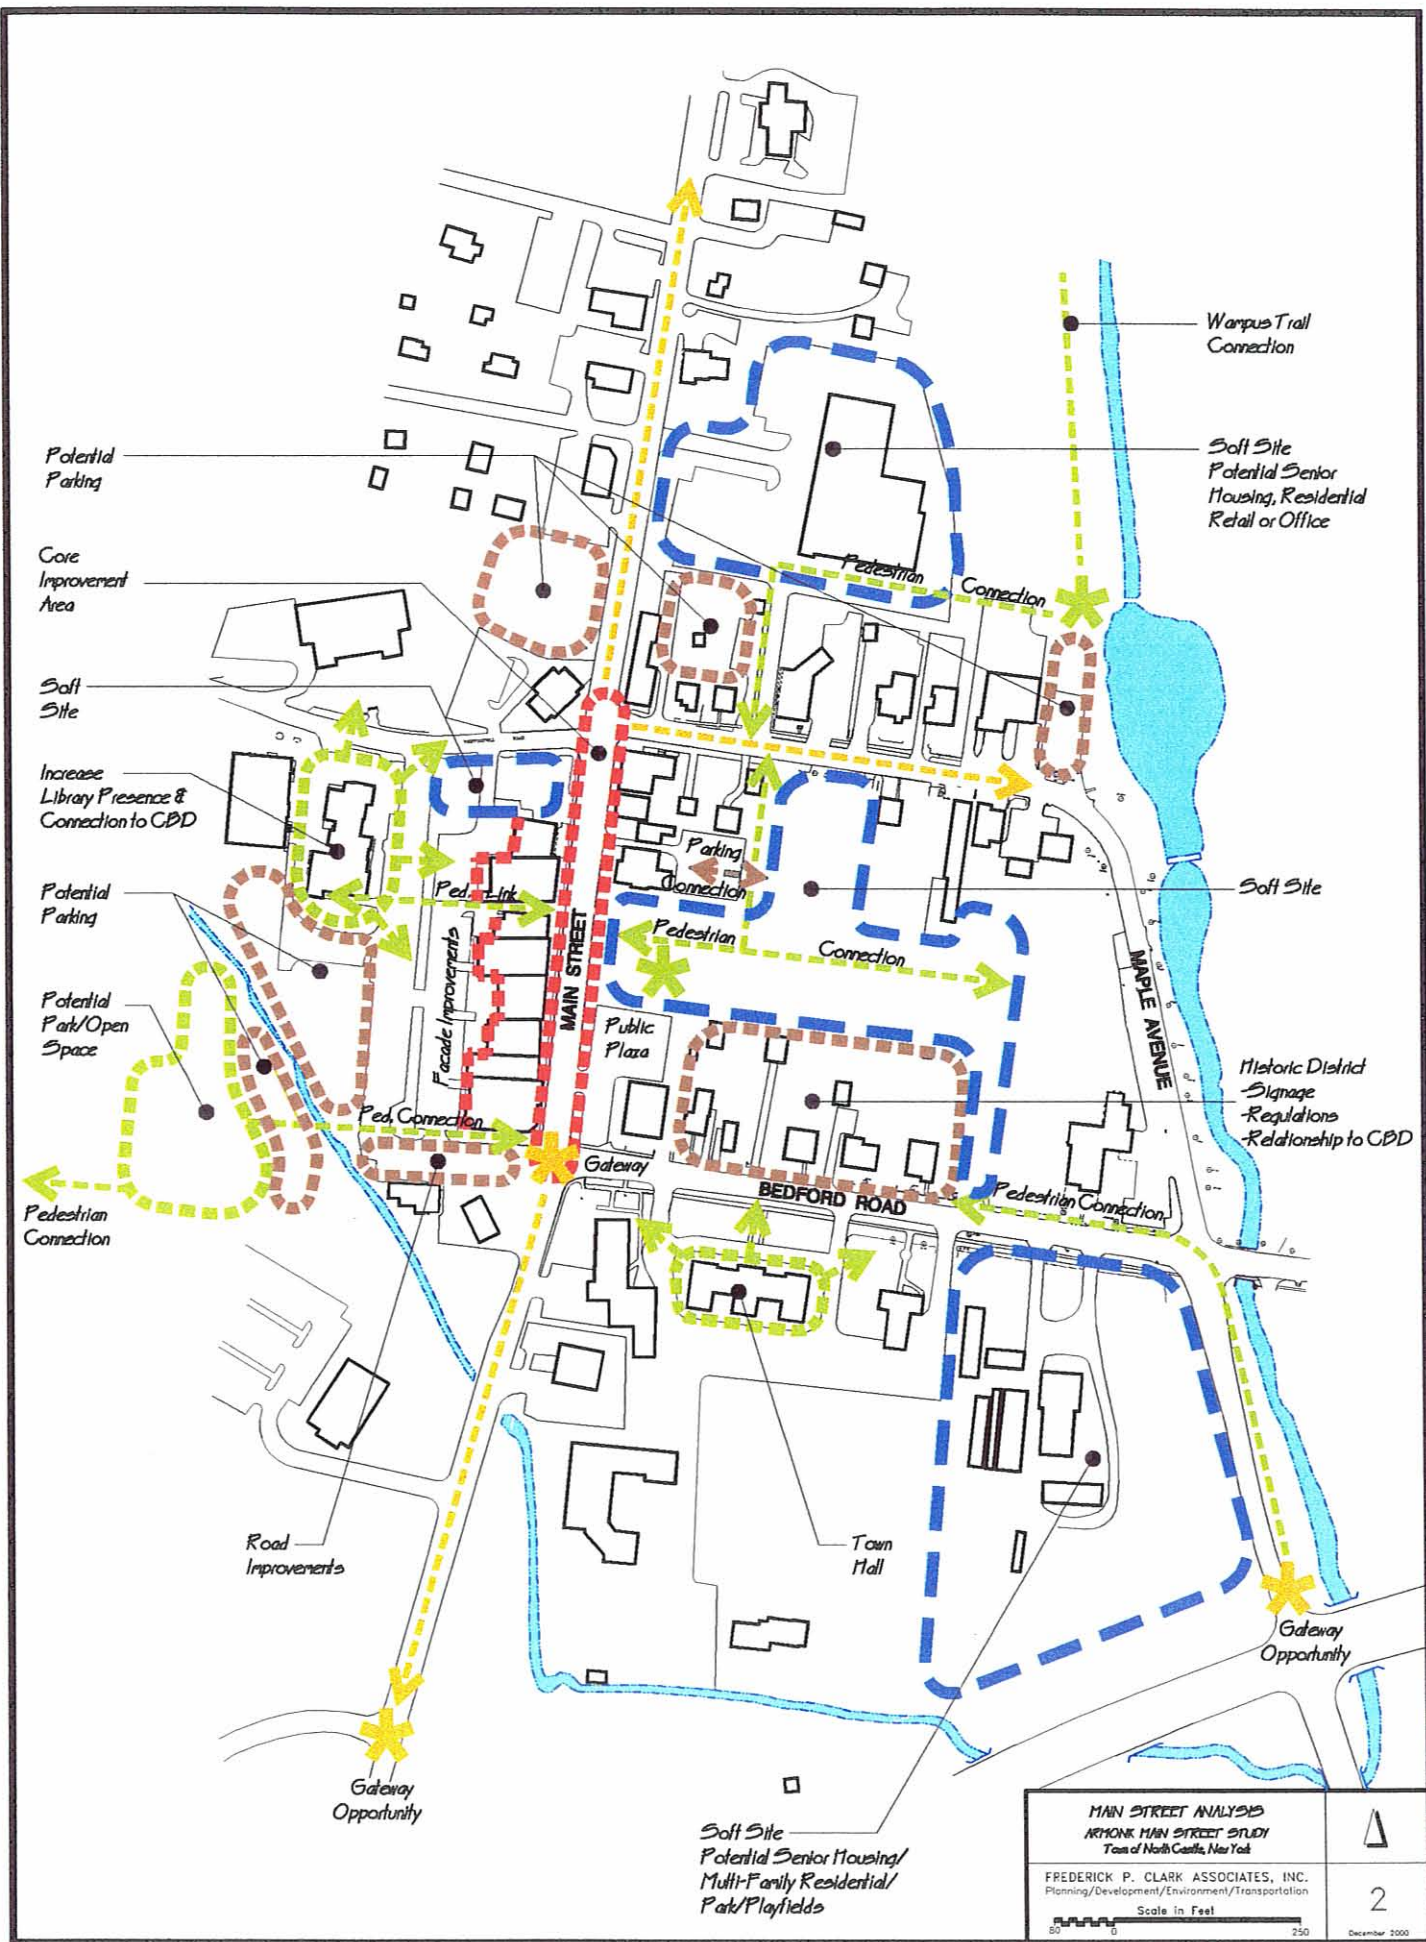 Wampus Trail
Connection
Potential
Parking
Soft Site
Potential Senior
Housing, Residential
Retail or Office
Core
Improvement
Area
Pedestrian
Connection
Soft
Site
Increase
Library Presence &
Connection to CBD
Parking
Connection
Soft Site
Potential
Parking
Ped. Link
Pedestrian
Connection
Facade Improvements
MAIN STREET
MAPLE AVENUE
Potential
Park/Open
Space
Public
Plaza
Historic District
-Signage
-Regulations
-Relationship to CBD
Ped. Connection
Gateway
BEDFORD ROAD
Pedestrian Connection
Pedestrian
Connection
Road
Improvements
Town
Hall
Gateway
Opportunity
Gateway
Opportunity
Soft Site
Potential Senior Housing/
Multi-Family Residential/
Park/Playfields
MAIN STREET ANALYSIS
ARMONK MAIN STREET STUDY
Town of North Castle, New York
FREDERICK P. CLARK ASSOCIATES, INC.
Planning/Development/Environment/Transportation
Scale in Feet
80 0 250
2
December 2000